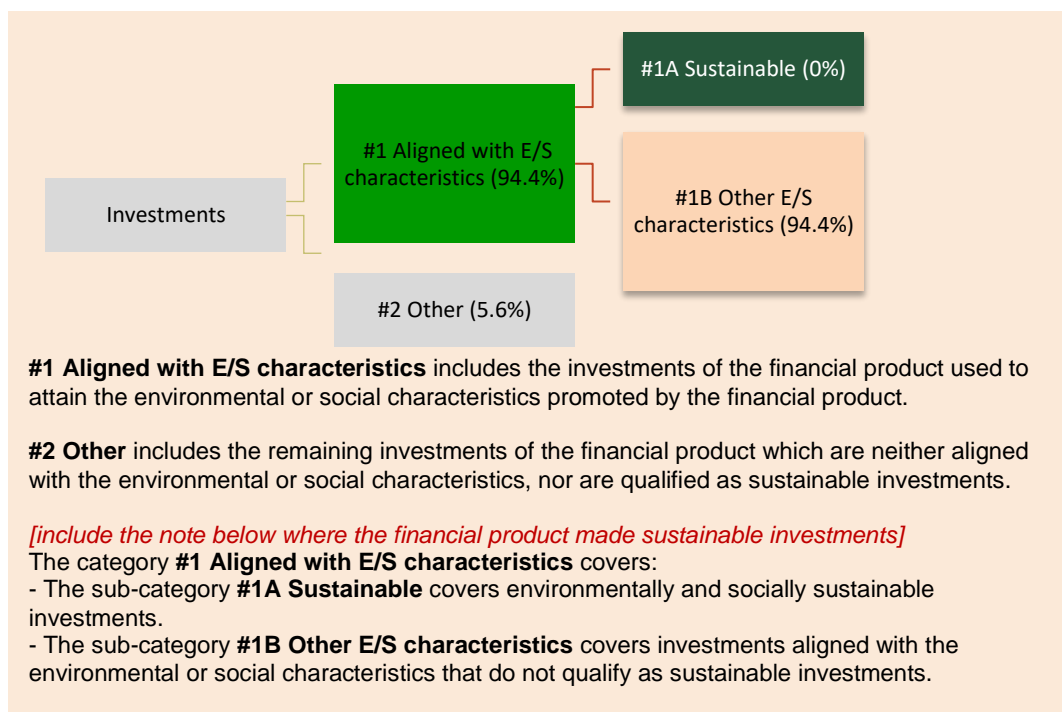 #1A Sustainable (0%)
#1 Aligned with E/S
characteristics (94.4%)
#1B Other E/S
characteristics (94.4%)
Investments
#2 Other (5.6%)
#1 Aligned with E/S characteristics includes the investments of the financial product used to
attain the environmental or social characteristics promoted by the financial product.
#2 Other includes the remaining investments of the financial product which are neither aligned
with the environmental or social characteristics, nor are qualified as sustainable investments.
[include the note below where the financial product made sustainable investments]
The category #1 Aligned with E/S characteristics covers:
- The sub-category #1A Sustainable covers environmentally and socially sustainable
investments.
- The sub-category #1B Other E/S characteristics covers investments aligned with the
environmental or social characteristics that do not qualify as sustainable investments.